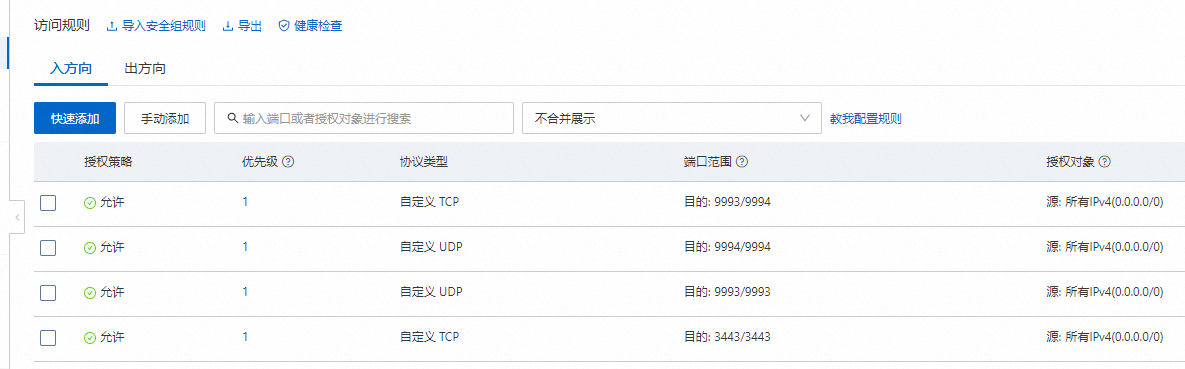 访问规则 导入安全组规则 导出 健康检查
入方向 出方向
快速添加 手动添加 输入端口或者授权对象进行搜索 不合并展示 教我配置规则
授权策略 优先级 协议类型 端口范围 授权对象
允许 1 自定义 TCP 目的: 9993/9994 源: 所有IPv4(0.0.0.0/0)
允许 1 自定义 UDP 目的: 9994/9994 源: 所有IPv4(0.0.0.0/0)
允许 1 自定义 UDP 目的: 9993/9993 源: 所有IPv4(0.0.0.0/0)
允许 1 自定义 TCP 目的: 3443/3443 源: 所有IPv4(0.0.0.0/0)